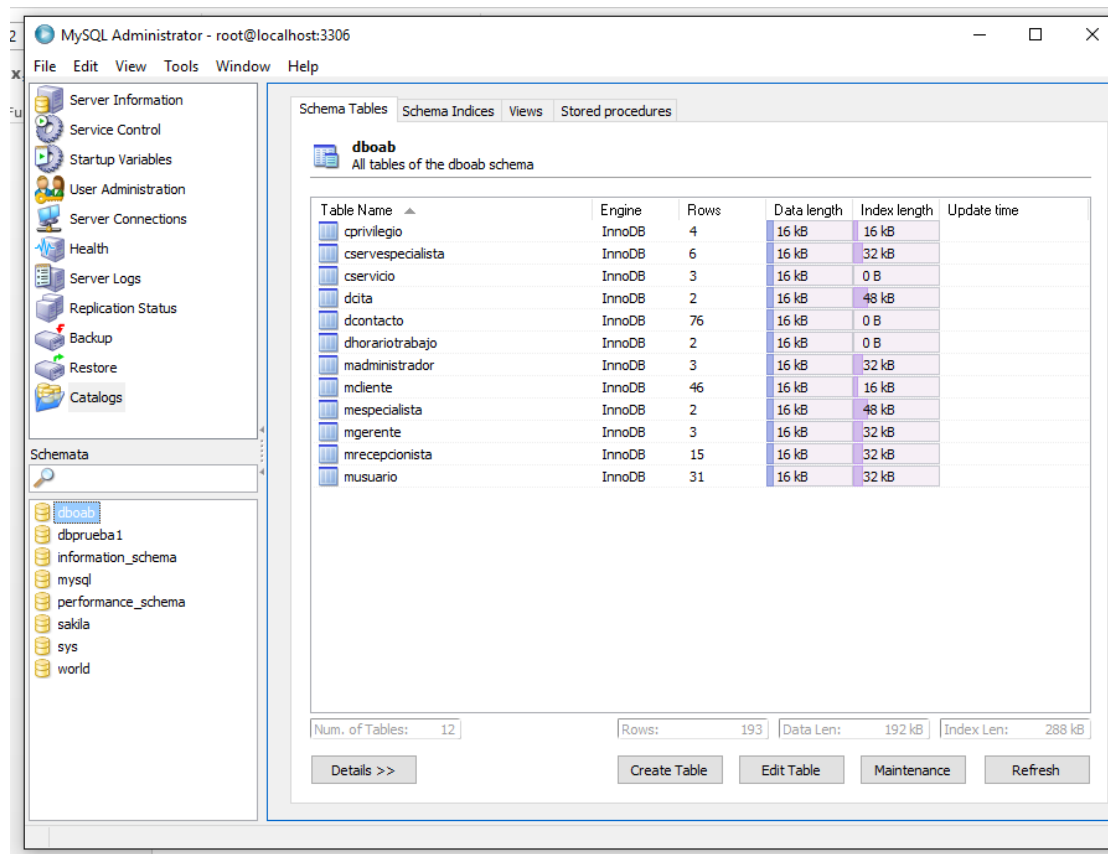 2
MySQL Administrator - root@localhost:3306
File Edit View Tools Window Help
x
Fu
Server Information
Service Control
Startup Variables
User Administration
Server Connections
Health
Server Logs
Replication Status
Backup
Restore
Catalogs
Schemata
dboab
dbprueba1
information_schema
mysql
performance_schema
sakila
sys
world
Schema Tables Schema Indices Views Stored procedures
dboab
All tables of the dboab schema
Table Name Engine Rows Data length Index length Update time
cprivilegio InnoDB 4 16 kB 16 kB
cservespecialista InnoDB 6 16 kB 32 kB
cservicio InnoDB 3 16 kB 0 B
dcita InnoDB 2 16 kB 48 kB
dcontacto InnoDB 76 16 kB 0 B
dhorariotrabajo InnoDB 2 16 kB 0 B
madministrador InnoDB 3 16 kB 32 kB
mcliente InnoDB 46 16 kB 16 kB
mespecialista InnoDB 2 16 kB 48 kB
mgerente InnoDB 3 16 kB 32 kB
mrecepcionista InnoDB 15 16 kB 32 kB
musuario InnoDB 31 16 kB 32 kB
Num. of Tables: 12 Rows: 193 Data Len: 192 kB Index Len: 288 kB
Details >> Create Table Edit Table Maintenance Refresh